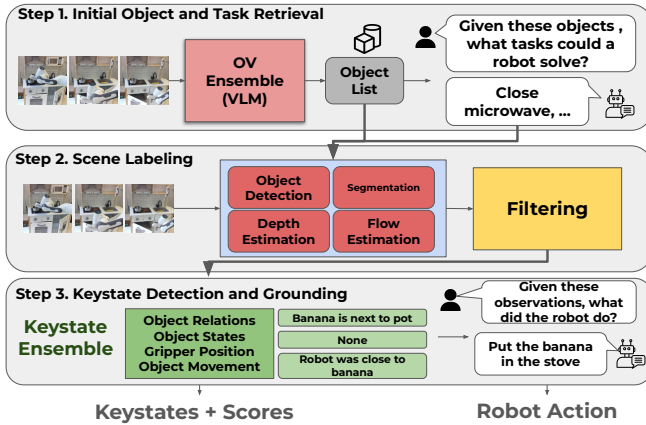 Step 1. Initial Object and Task Retrieval
OV
Ensemble
(VLM)
Object
List
Given these objects ,
what tasks could a
robot solve?
Close
microwave, ...
Step 2. Scene Labeling
Object
Detection
Segmentation
Depth
Estimation
Flow
Estimation
Filtering
Step 3. Keystate Detection and Grounding
Keystate
Ensemble
Object Relations
Object States
Gripper Position
Object Movement
Banana is next to pot
None
Robot was close to
banana
Given these
observations, what
did the robot do?
Put the banana
in the stove
Keystates + Scores
Robot Action